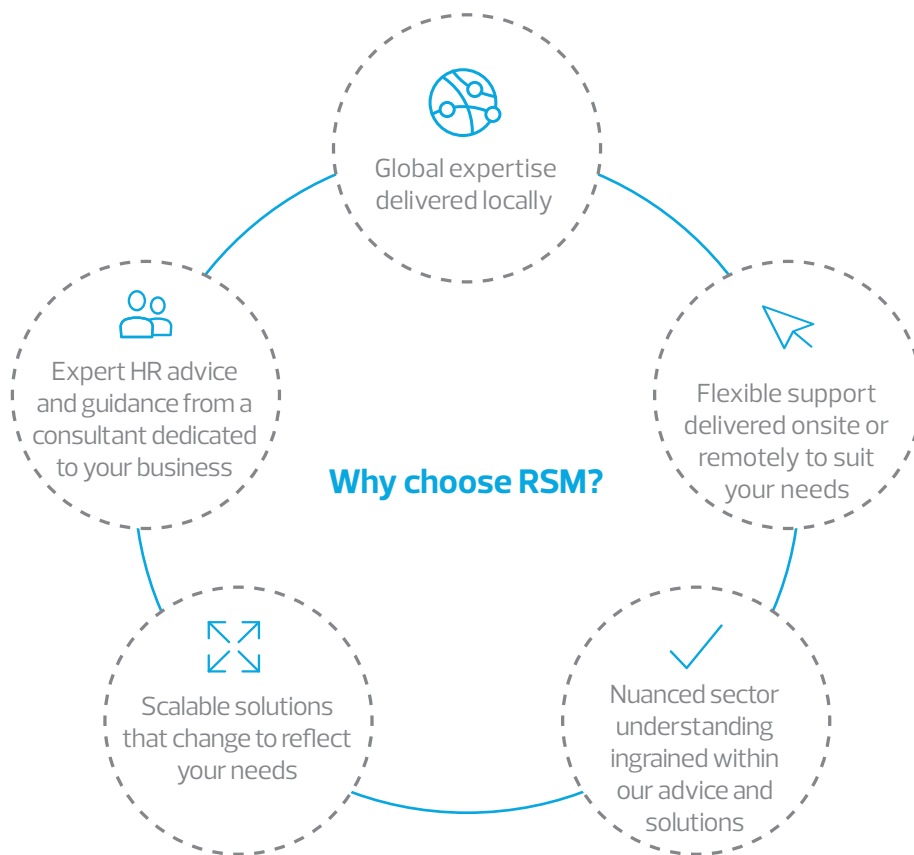 Global expertise
delivered locally
Expert HR advice
and guidance from a
consultant dedicated
to your business
Flexible support
delivered onsite or
remotely to suit
your needs
Why choose RSM?
Scalable solutions
that change to reflect
your needs
Nuanced sector
understanding
ingrained within
our advice and
solutions